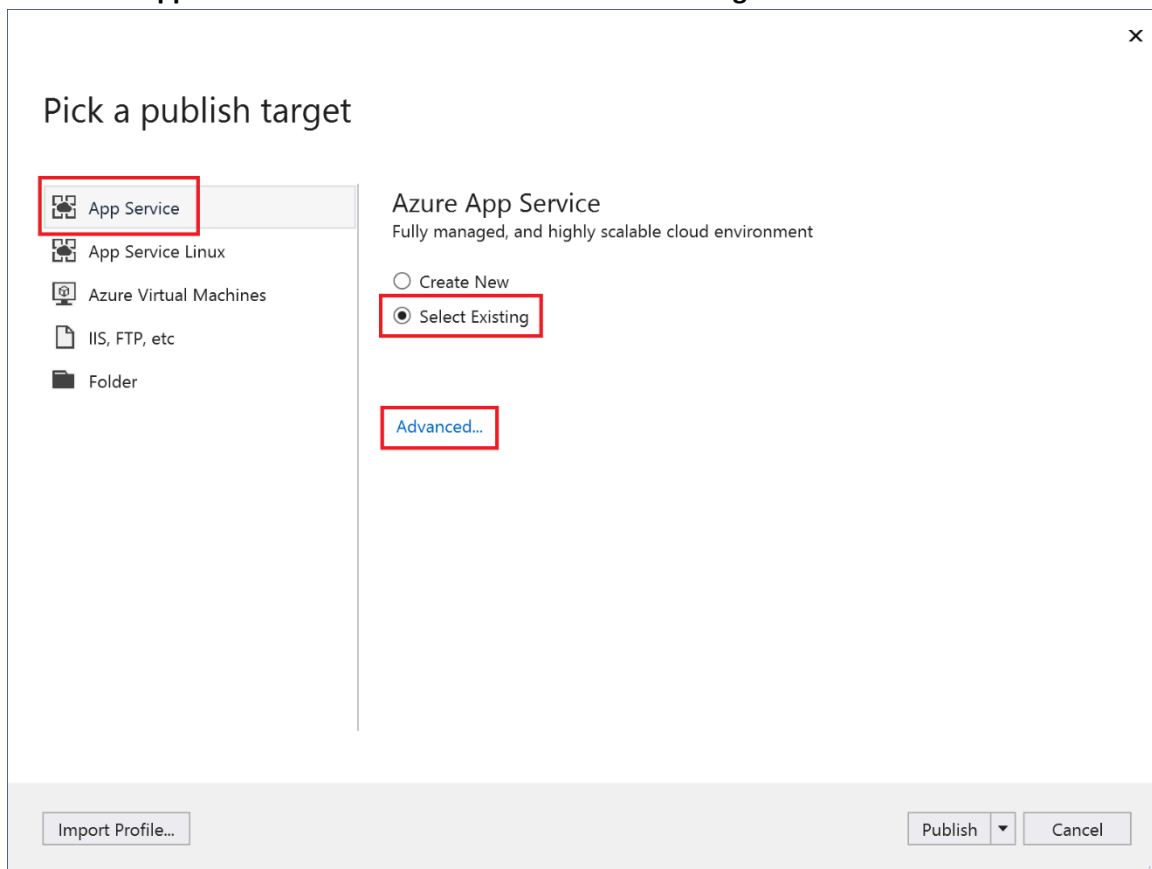 Pick a publish target
App Service
App Service Linux
Azure Virtual Machines
IIS, FTP, etc
Folder
Azure App Service
Fully managed, and highly scalable cloud environment
Create New
Select Existing
Advanced...
Import Profile...
Publish
Cancel